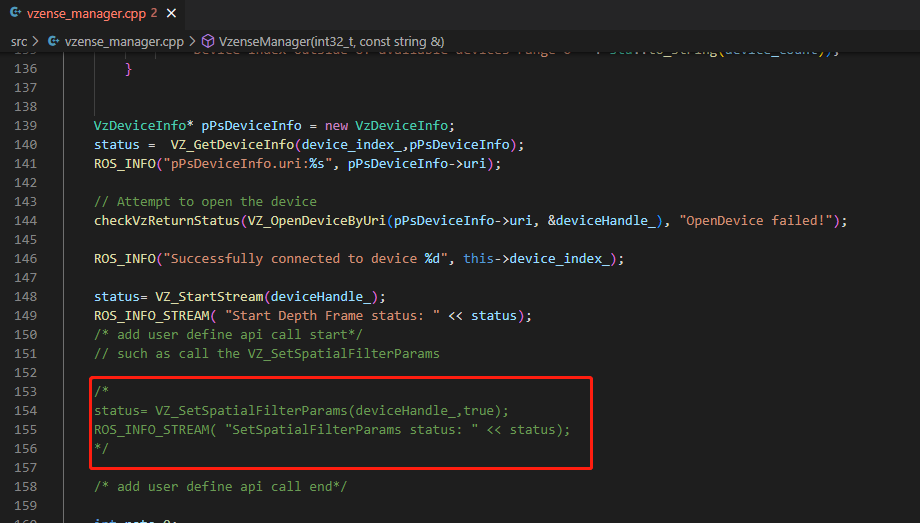 vzense_manager.cpp 2 ×
src > vzense_manager.cpp > VzenseManager(int32_t, const string &)
136 }
137
138
139 VzDeviceInfo* pPsDeviceInfo = new VzDeviceInfo;
140 status =  VZ_GetDeviceInfo(device_index_,pPsDeviceInfo);
141 ROS_INFO("pPsDeviceInfo.uri:%s", pPsDeviceInfo->uri);
142
143 // Attempt to open the device
144 checkVzReturnStatus(VZ_OpenDeviceByUri(pPsDeviceInfo->uri, &deviceHandle_), "OpenDevice failed!");
145
146 ROS_INFO("Successfully connected to device %d", this->device_index_);
147
148 status= VZ_StartStream(deviceHandle_);
149 ROS_INFO_STREAM( "Start Depth Frame status: " << status);
150 /* add user define api call start*/
151 // such as call the VZ_SetSpatialFilterParams
152
153 /*
154 status= VZ_SetSpatialFilterParams(deviceHandle_,true);
155 ROS_INFO_STREAM( "SetSpatialFilterParams status: " << status);
156 */
157
158 /* add user define api call end*/
159